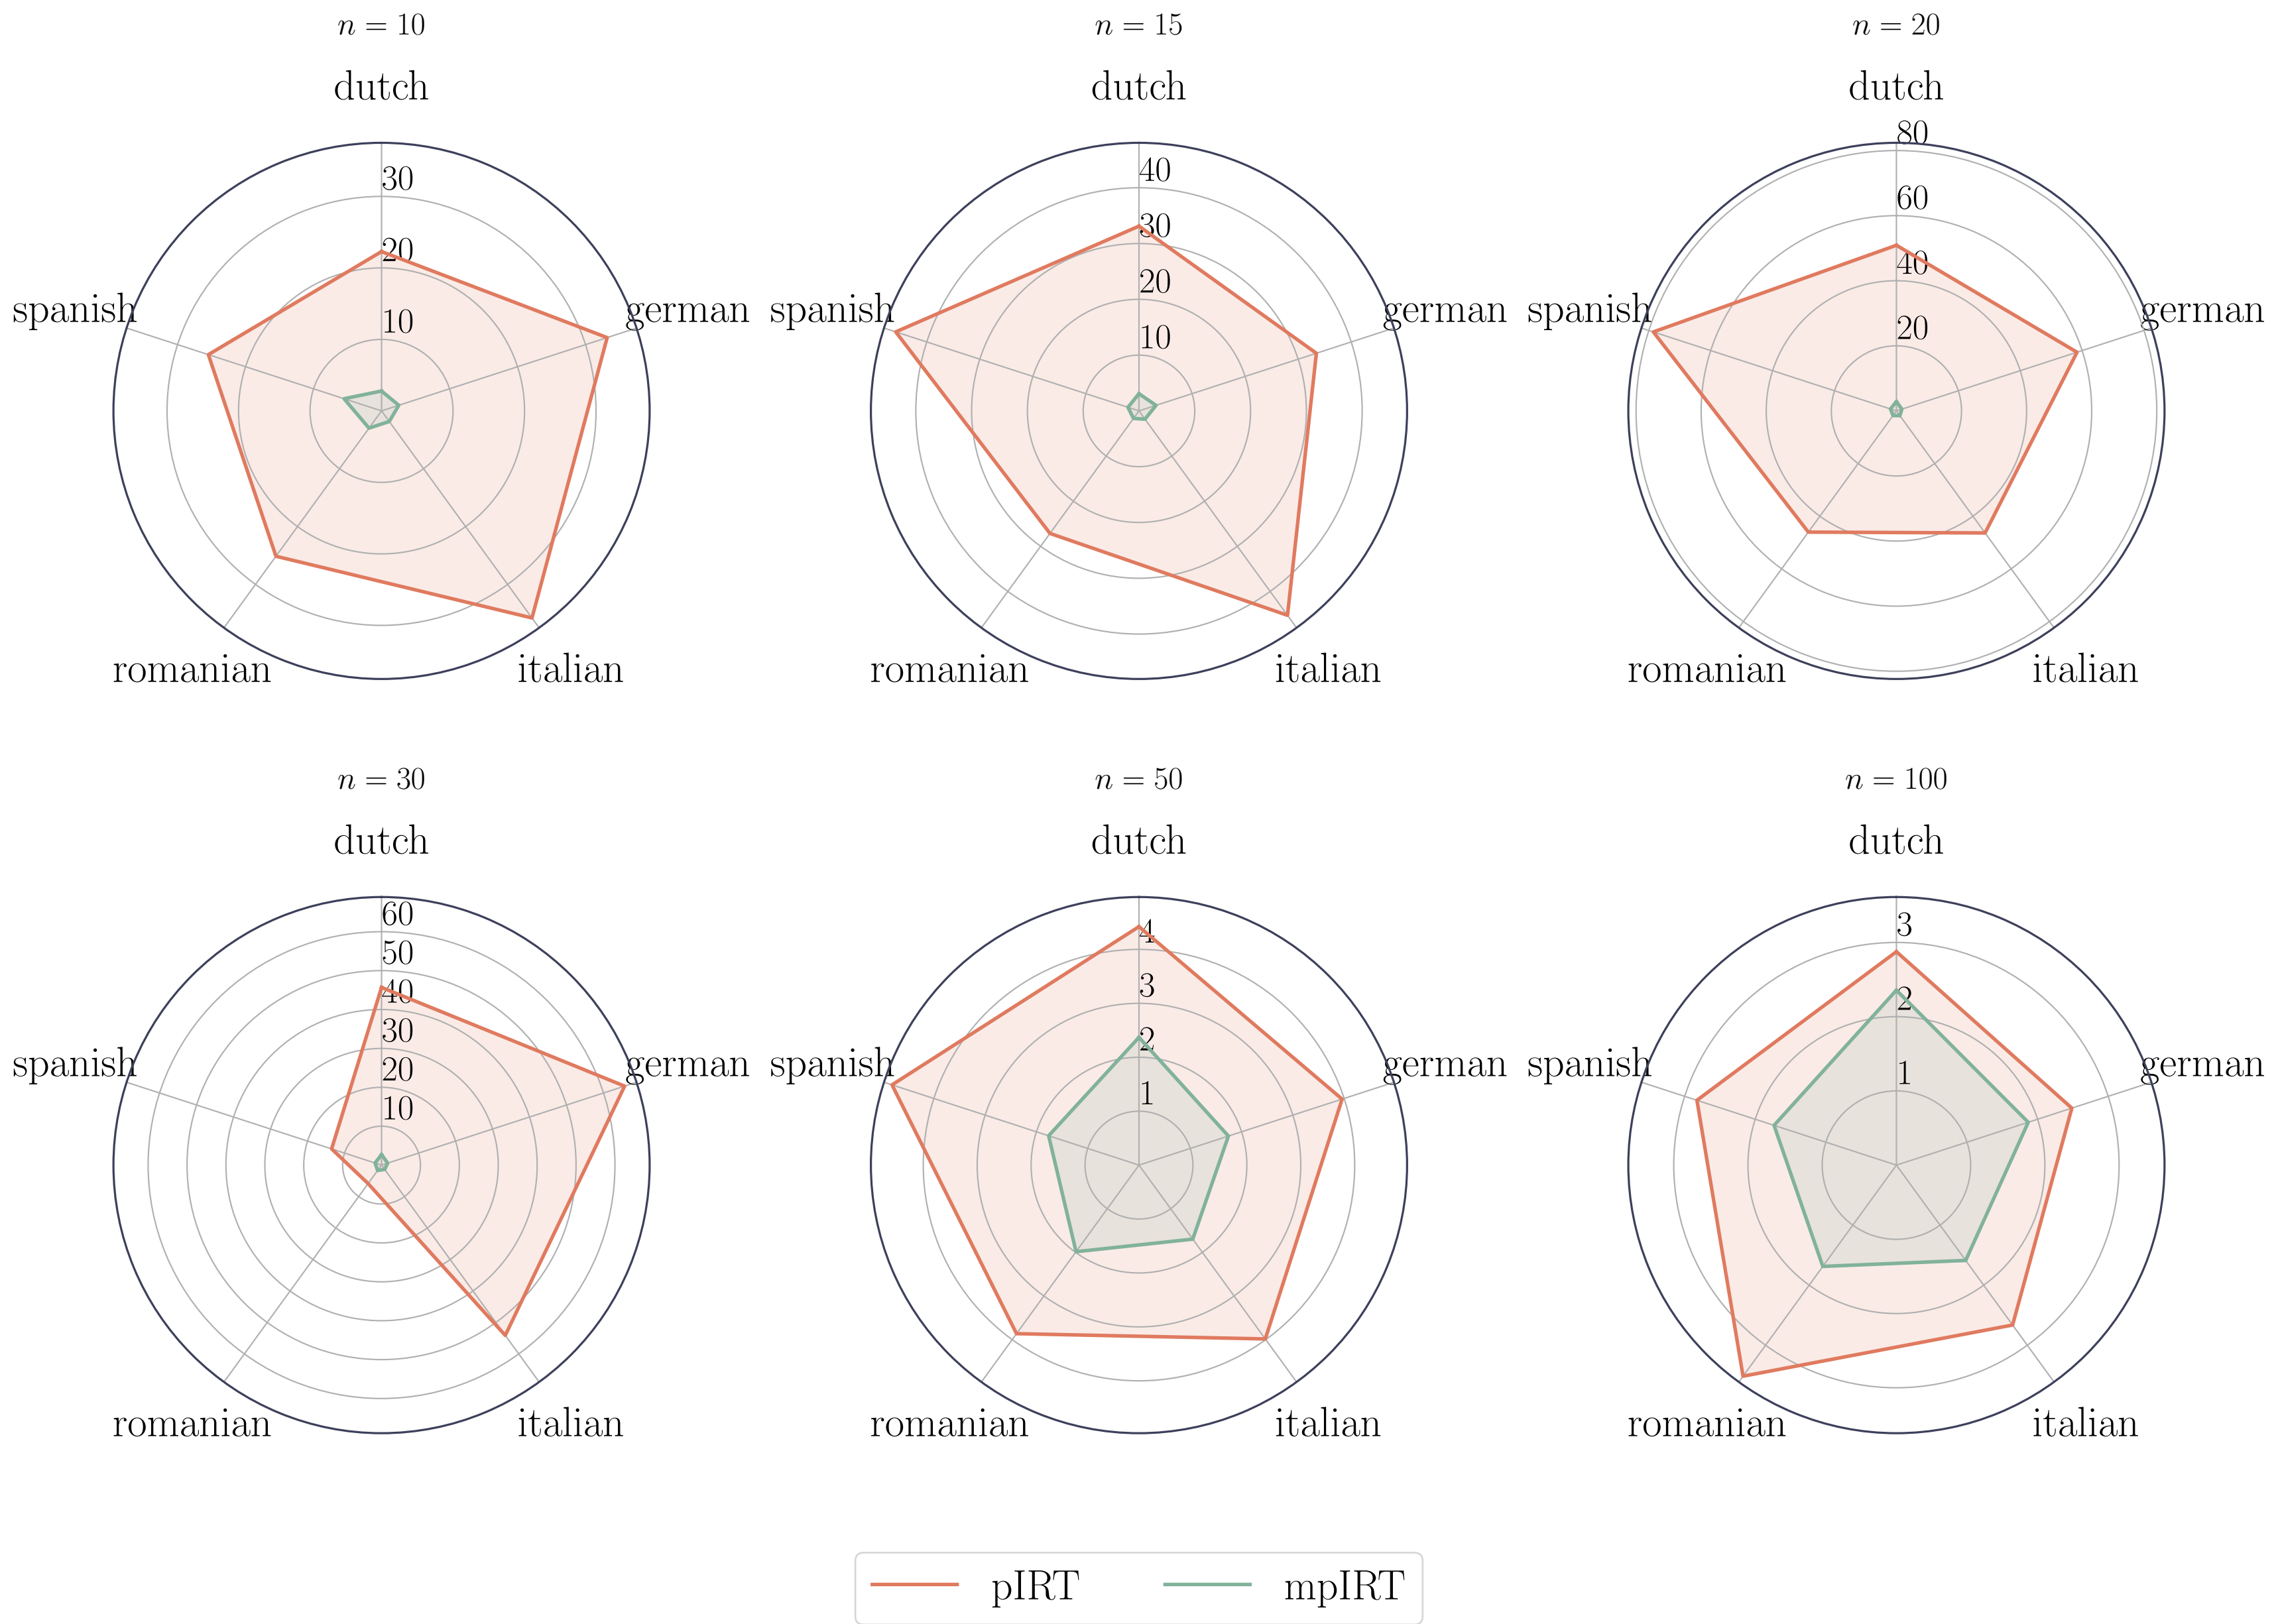 n = 10
dutch
30
20
10
german
spanish
romanian
italian
n = 15
dutch
40
30
20
10
german
spanish
romanian
italian
n = 20
dutch
80
60
40
20
german
spanish
romanian
italian
n = 30
dutch
60
50
40
30
20
10
german
spanish
romanian
italian
n = 50
dutch
4
3
2
1
german
spanish
romanian
italian
n = 100
dutch
3
2
1
german
spanish
romanian
italian
pIRT
mpIRT